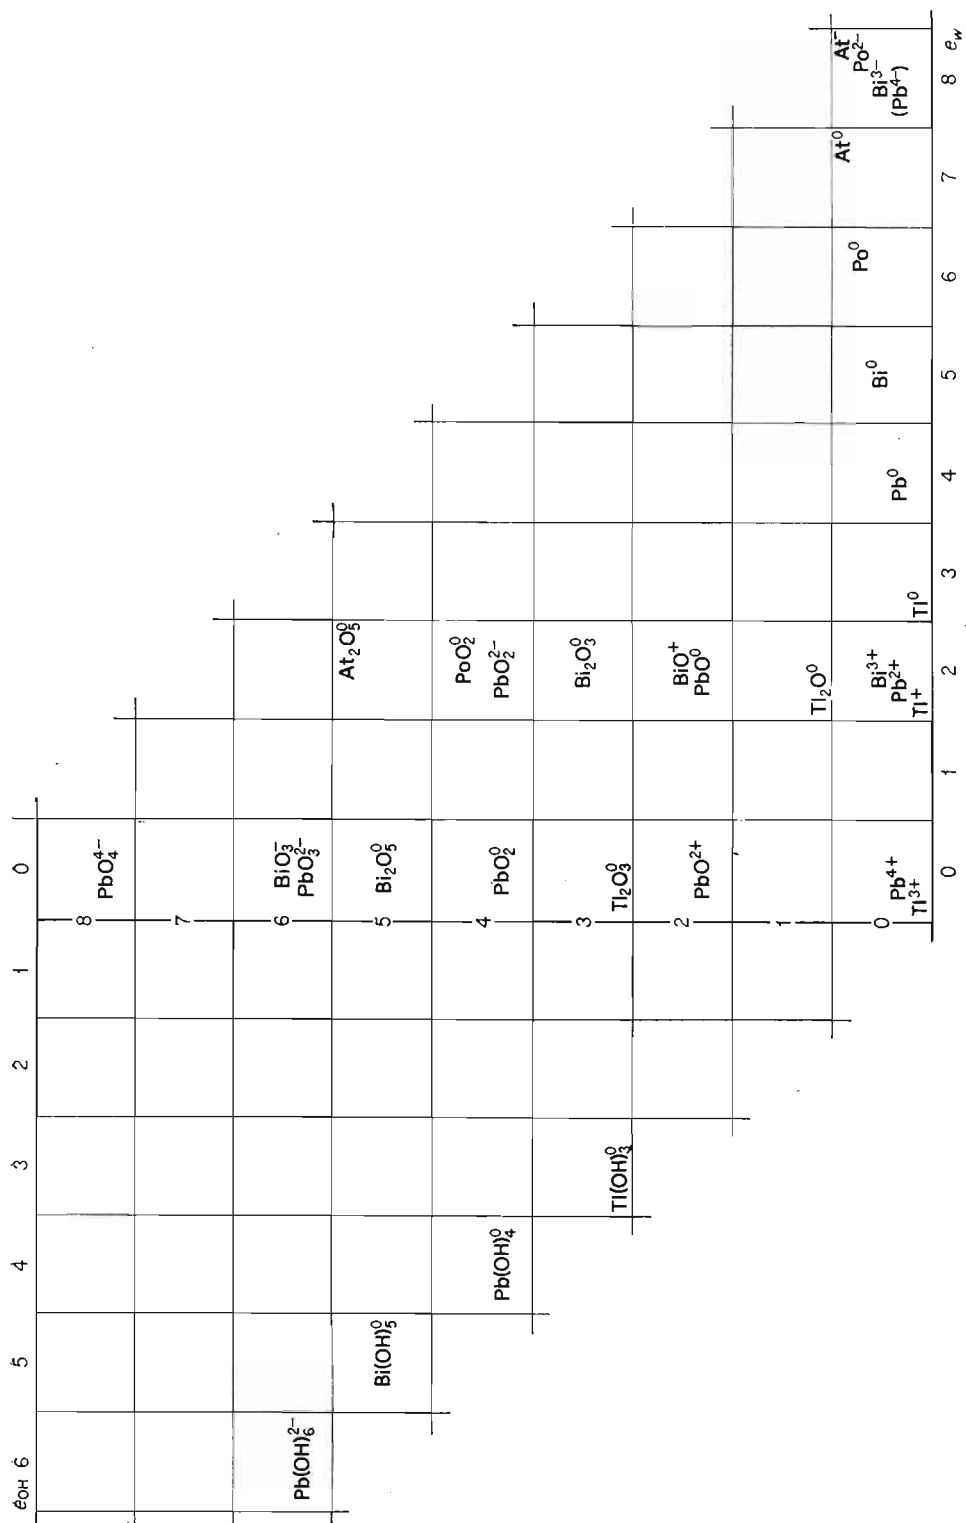 e_OH 6 5 4 3 2 1 0
8
PbO₄⁴⁻
7
6
Pb(OH)₆²⁻
BiO₃⁻
PbO₃²⁻
5
Bi(OH)₅⁰
Bi₂O₅⁰
At₂O₅⁰
4
Pb(OH)₄⁰
PbO₂⁰
PoO₂⁰
PbO₂²⁻
3
Tl(OH)₃⁰
Tl₂O₃⁰
Bi₂O₃⁰
2
PbO²⁺
BiO⁺
PbO⁰
1
Tl₂O⁰
0
Pb⁴⁺
Tl³⁺
Bi³⁺
Pb²⁺
Tl⁺
Tl⁰
Pb⁰
Bi⁰
Po⁰
At⁰
At⁻
Po²⁻
Bi³⁻
(Pb⁴⁻)
0 1 2 3 4 5 6 7 8 e_w